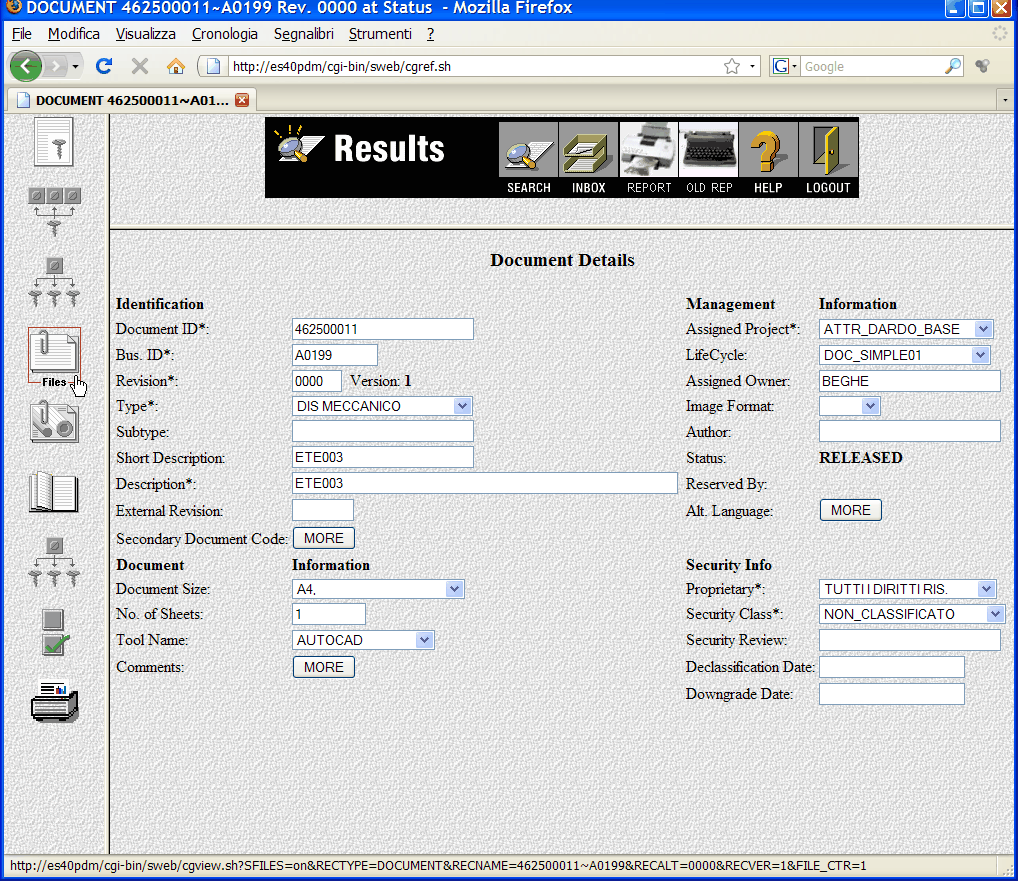 DOCUMENT 462500011~A0199 Rev. 0000 at Status - Mozilla Firefox
File Modifica Visualizza Cronologia Segnalibri Strumenti ?
http://es40pdm/cgi-bin/sweb/cgref.sh
G Google
DOCUMENT 462500011~A01...
Results
SEARCH INBOX REPORT OLD REP HELP LOGOUT
Document Details
Identification Management Information
Document ID*: 462500011 Assigned Project*: ATTR_DARDO_BASE
Bus. ID*: A0199 LifeCycle: DOC_SIMPLE01
Revision*: 0000 Version: 1 Assigned Owner: BEGHE
Files
Type*: DIS MECCANICO Image Format:
Subtype: Author:
Short Description: ETE003 Status: RELEASED
Description*: ETE003 Reserved By:
External Revision: Alt. Language: MORE
Secondary Document Code: MORE
Document Information Security Info
Document Size: A4, Proprietary*: TUTTI I DIRITTI RIS.
No. of Sheets: 1 Security Class*: NON_CLASSIFICATO
Tool Name: AUTOCAD Security Review:
Comments: MORE Declassification Date:
Downgrade Date:
http://es40pdm/cgi-bin/sweb/cgview.sh?SFILES=on&RECTYPE=DOCUMENT&RECNAME=462500011~A0199&RECALT=0000&RECVER=1&FILE_CTR=1